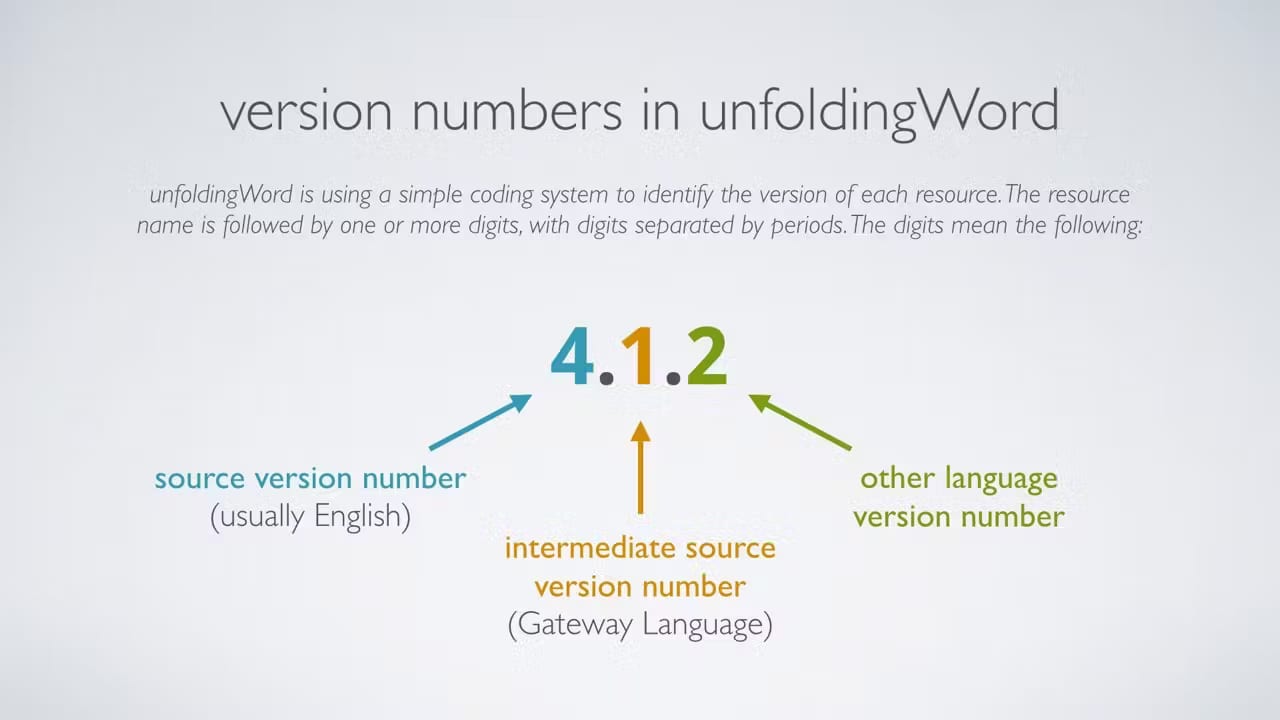 version numbers in unfoldingWord
unfoldingWord is using a simple coding system to identify the version of each resource. The resource
name is followed by one or more digits, with digits separated by periods. The digits mean the following:
4.1.2
source version number
(usually English)
intermediate source
version number
(Gateway Language)
other language
version number